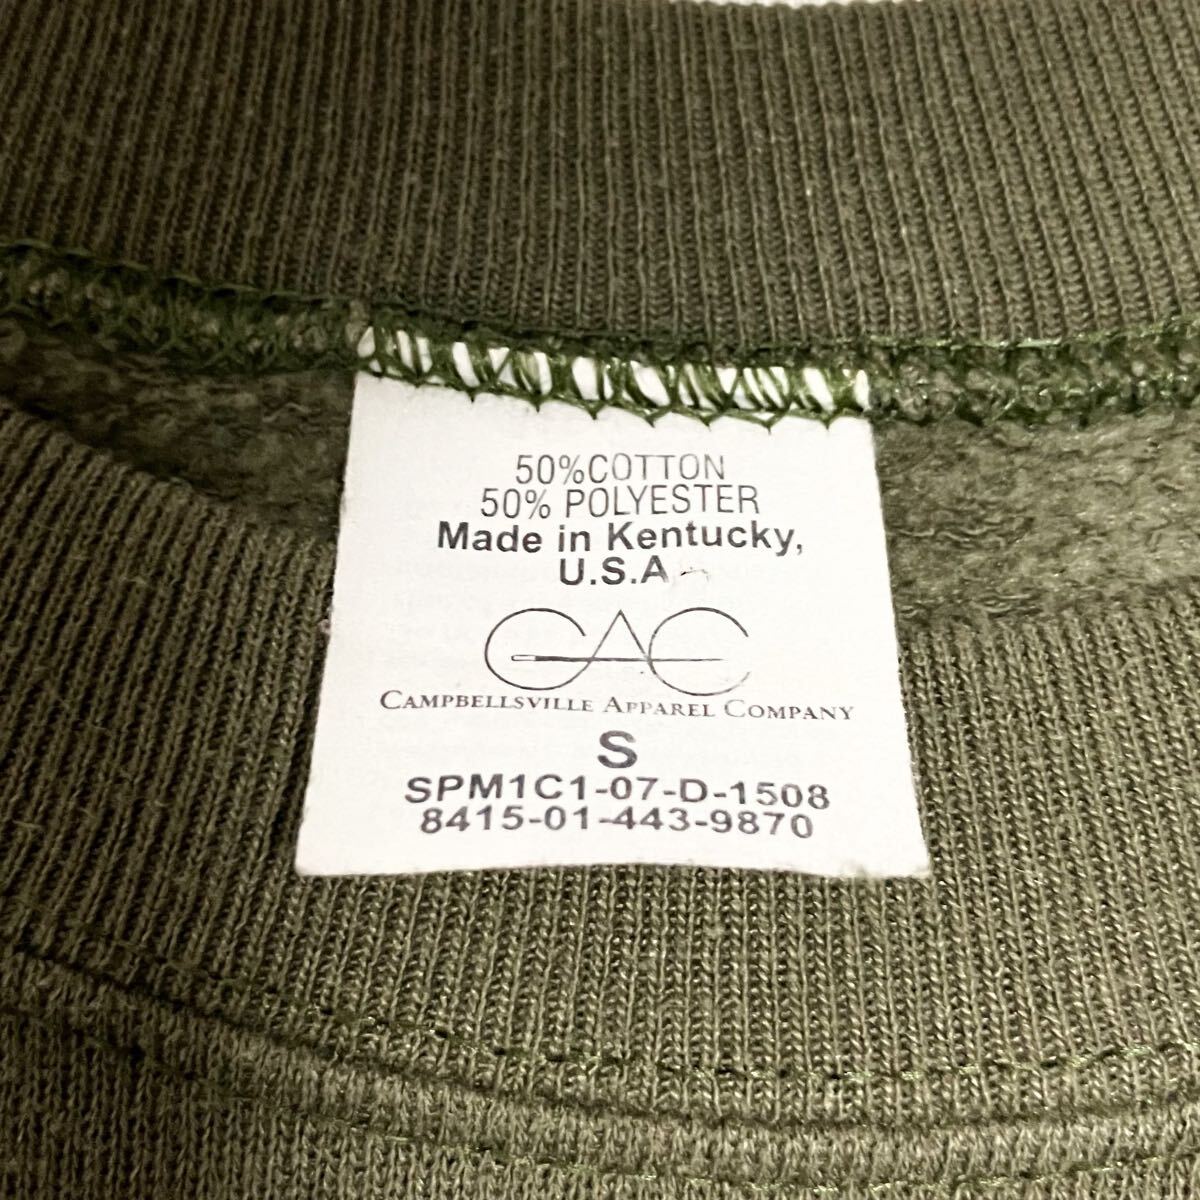 50%COTTON
50% POLYESTER
Made in Kentucky,
U.S.A
CAC
CAMPBELLSVILLE APPAREL COMPANY
S
SPM1C1-07-D-1508
8415-01-443-9870